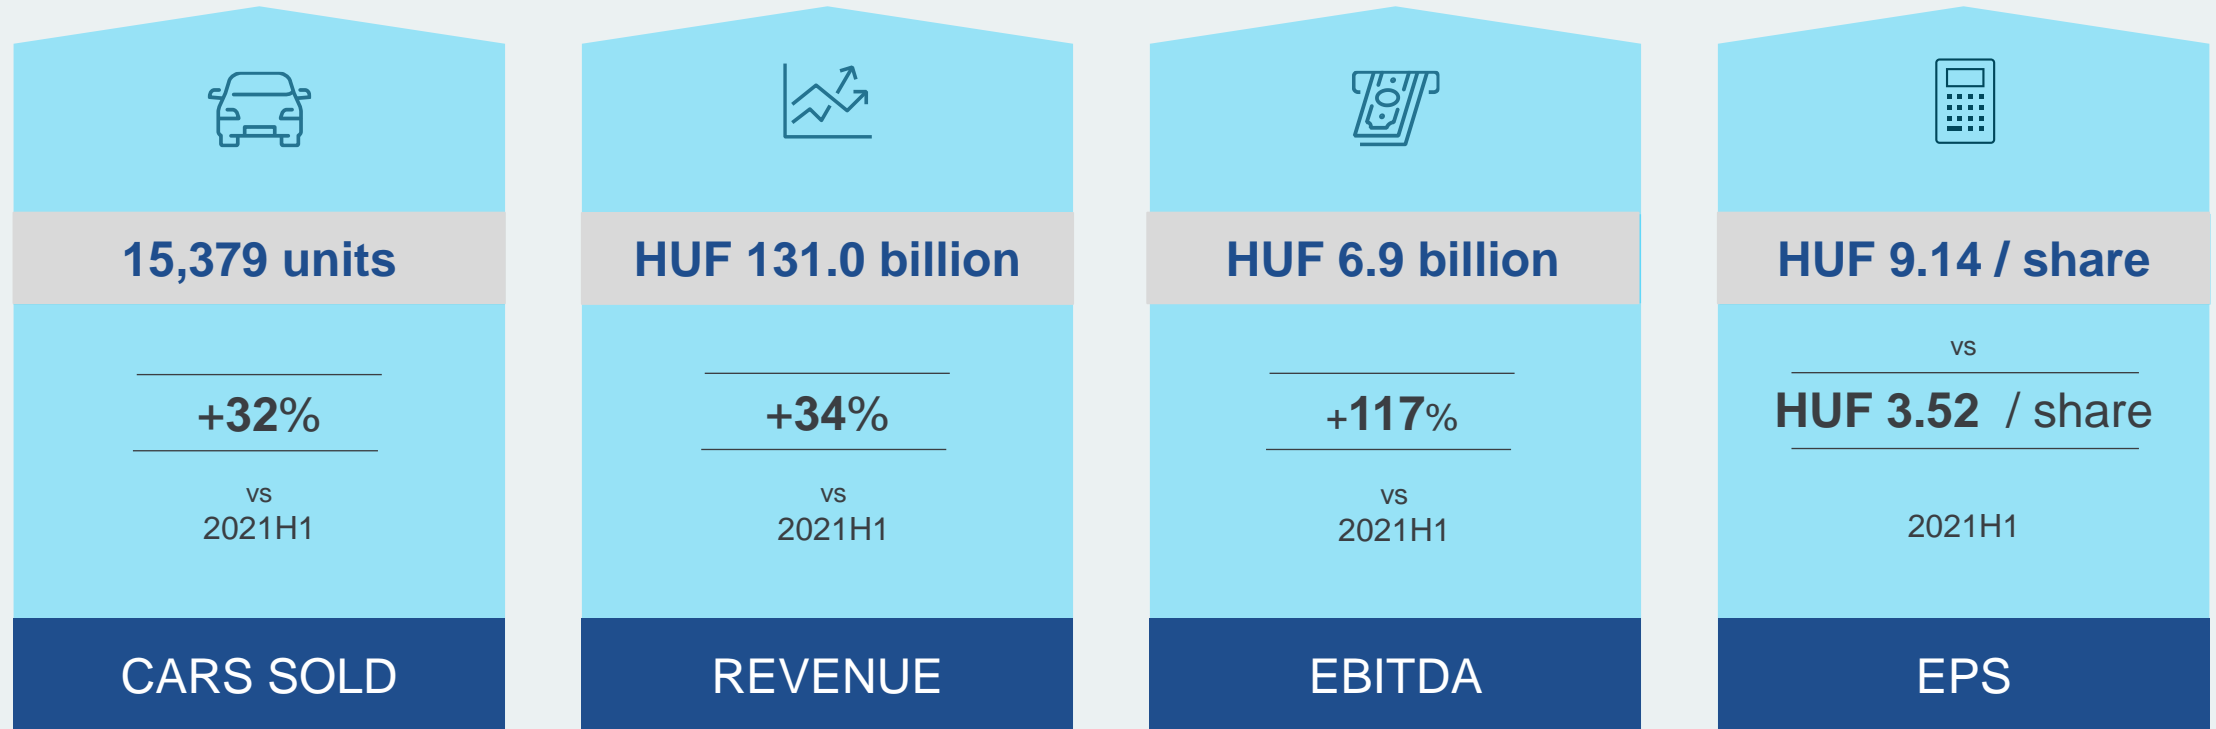 15,379 units
+32%
vs
2021H1
CARS SOLD
HUF 131.0 billion
+34%
vs
2021H1
REVENUE
HUF 6.9 billion
+117%
vs
2021H1
EBITDA
HUF 9.14 / share
vs
HUF 3.52 / share
2021H1
EPS